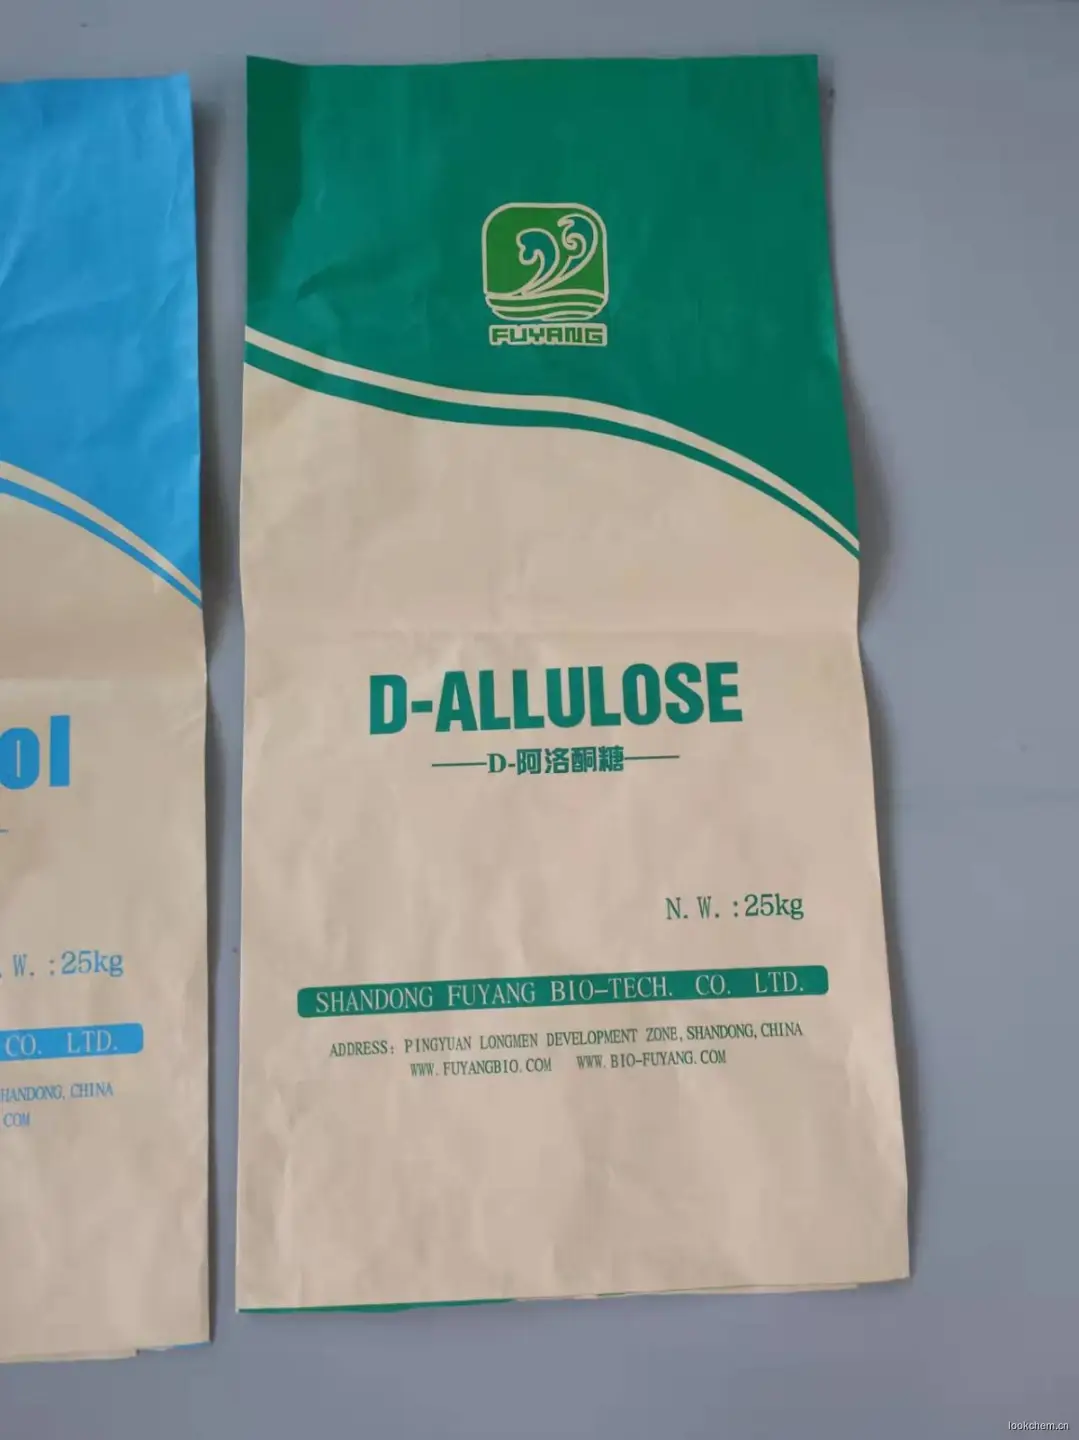 FUYANG
D-ALLULOSE
D-阿洛酮糖
N.W.:25kg
SHANDONG FUYANG BIO-TECH. CO. LTD.
ADDRESS: PINGYUAN LONGMEN DEVELOPMENT ZONE, SHANDONG, CHINA
WWW.FUYANGBIO.COM WWW.BIO-FUYANG.COM
ol
W.:25kg
CO. LTD.
HANDONG, CHINA
COM
lookchem.cn